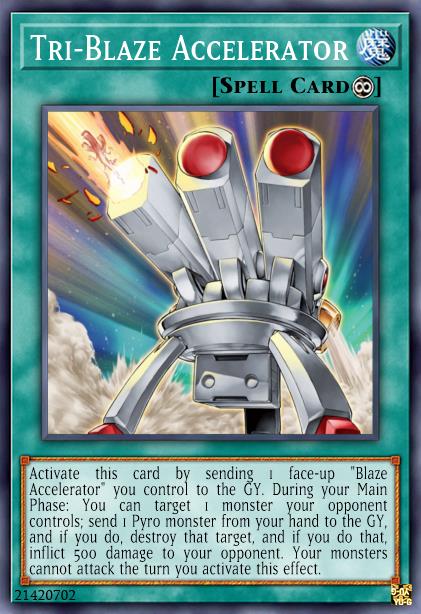 Tri-Blaze Accelerator
[Spell Card]
Activate this card by sending 1 face-up "Blaze
Accelerator" you control to the GY. During your Main
Phase: You can target 1 monster your opponent
controls; send 1 Pyro monster from your hand to the GY,
and if you do, destroy that target, and if you do that,
inflict 500 damage to your opponent. Your monsters
cannot attack the turn you activate this effect.
21420702